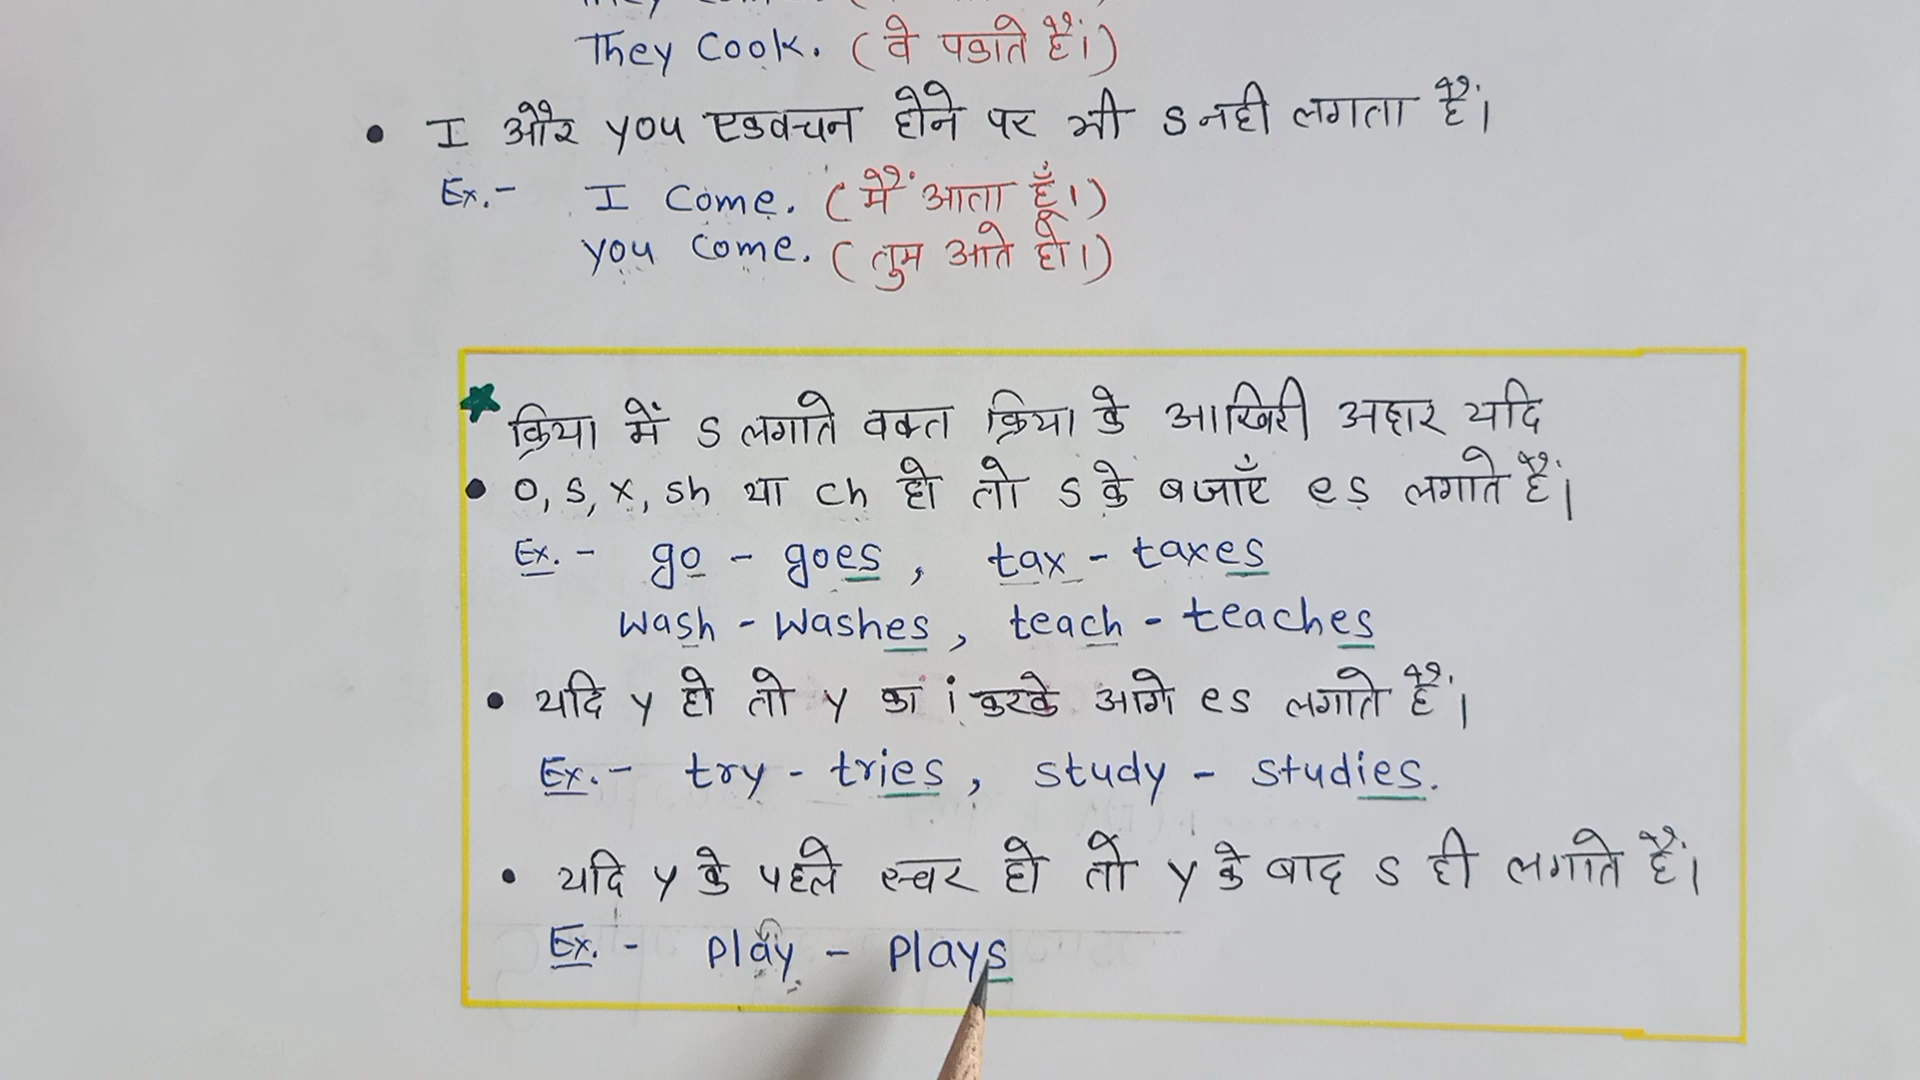 They Cook. (वे पकाते हैं।)
• I और you एकवचन होने पर भी s नही लगता हैं।
Ex.- I Come. (मैं आता हूँ।)
you Come. (तुम आते हो।)
क्रिया में s लगाते वक्त क्रिया के आखिरी अक्षर यदि
• o, s, x, sh या ch हो तो s के बजाएँ es लगाते हैं।
Ex. - go - goes, tax - taxes
wash - washes, teach - teaches
• यदि y हो तो y का i करके आगे es लगाते हैं।
Ex.- try - tries, study - studies.
• यदि y के पहले स्वर हो तो y के बाद s ही लगाते हैं।
Ex. - play - plays